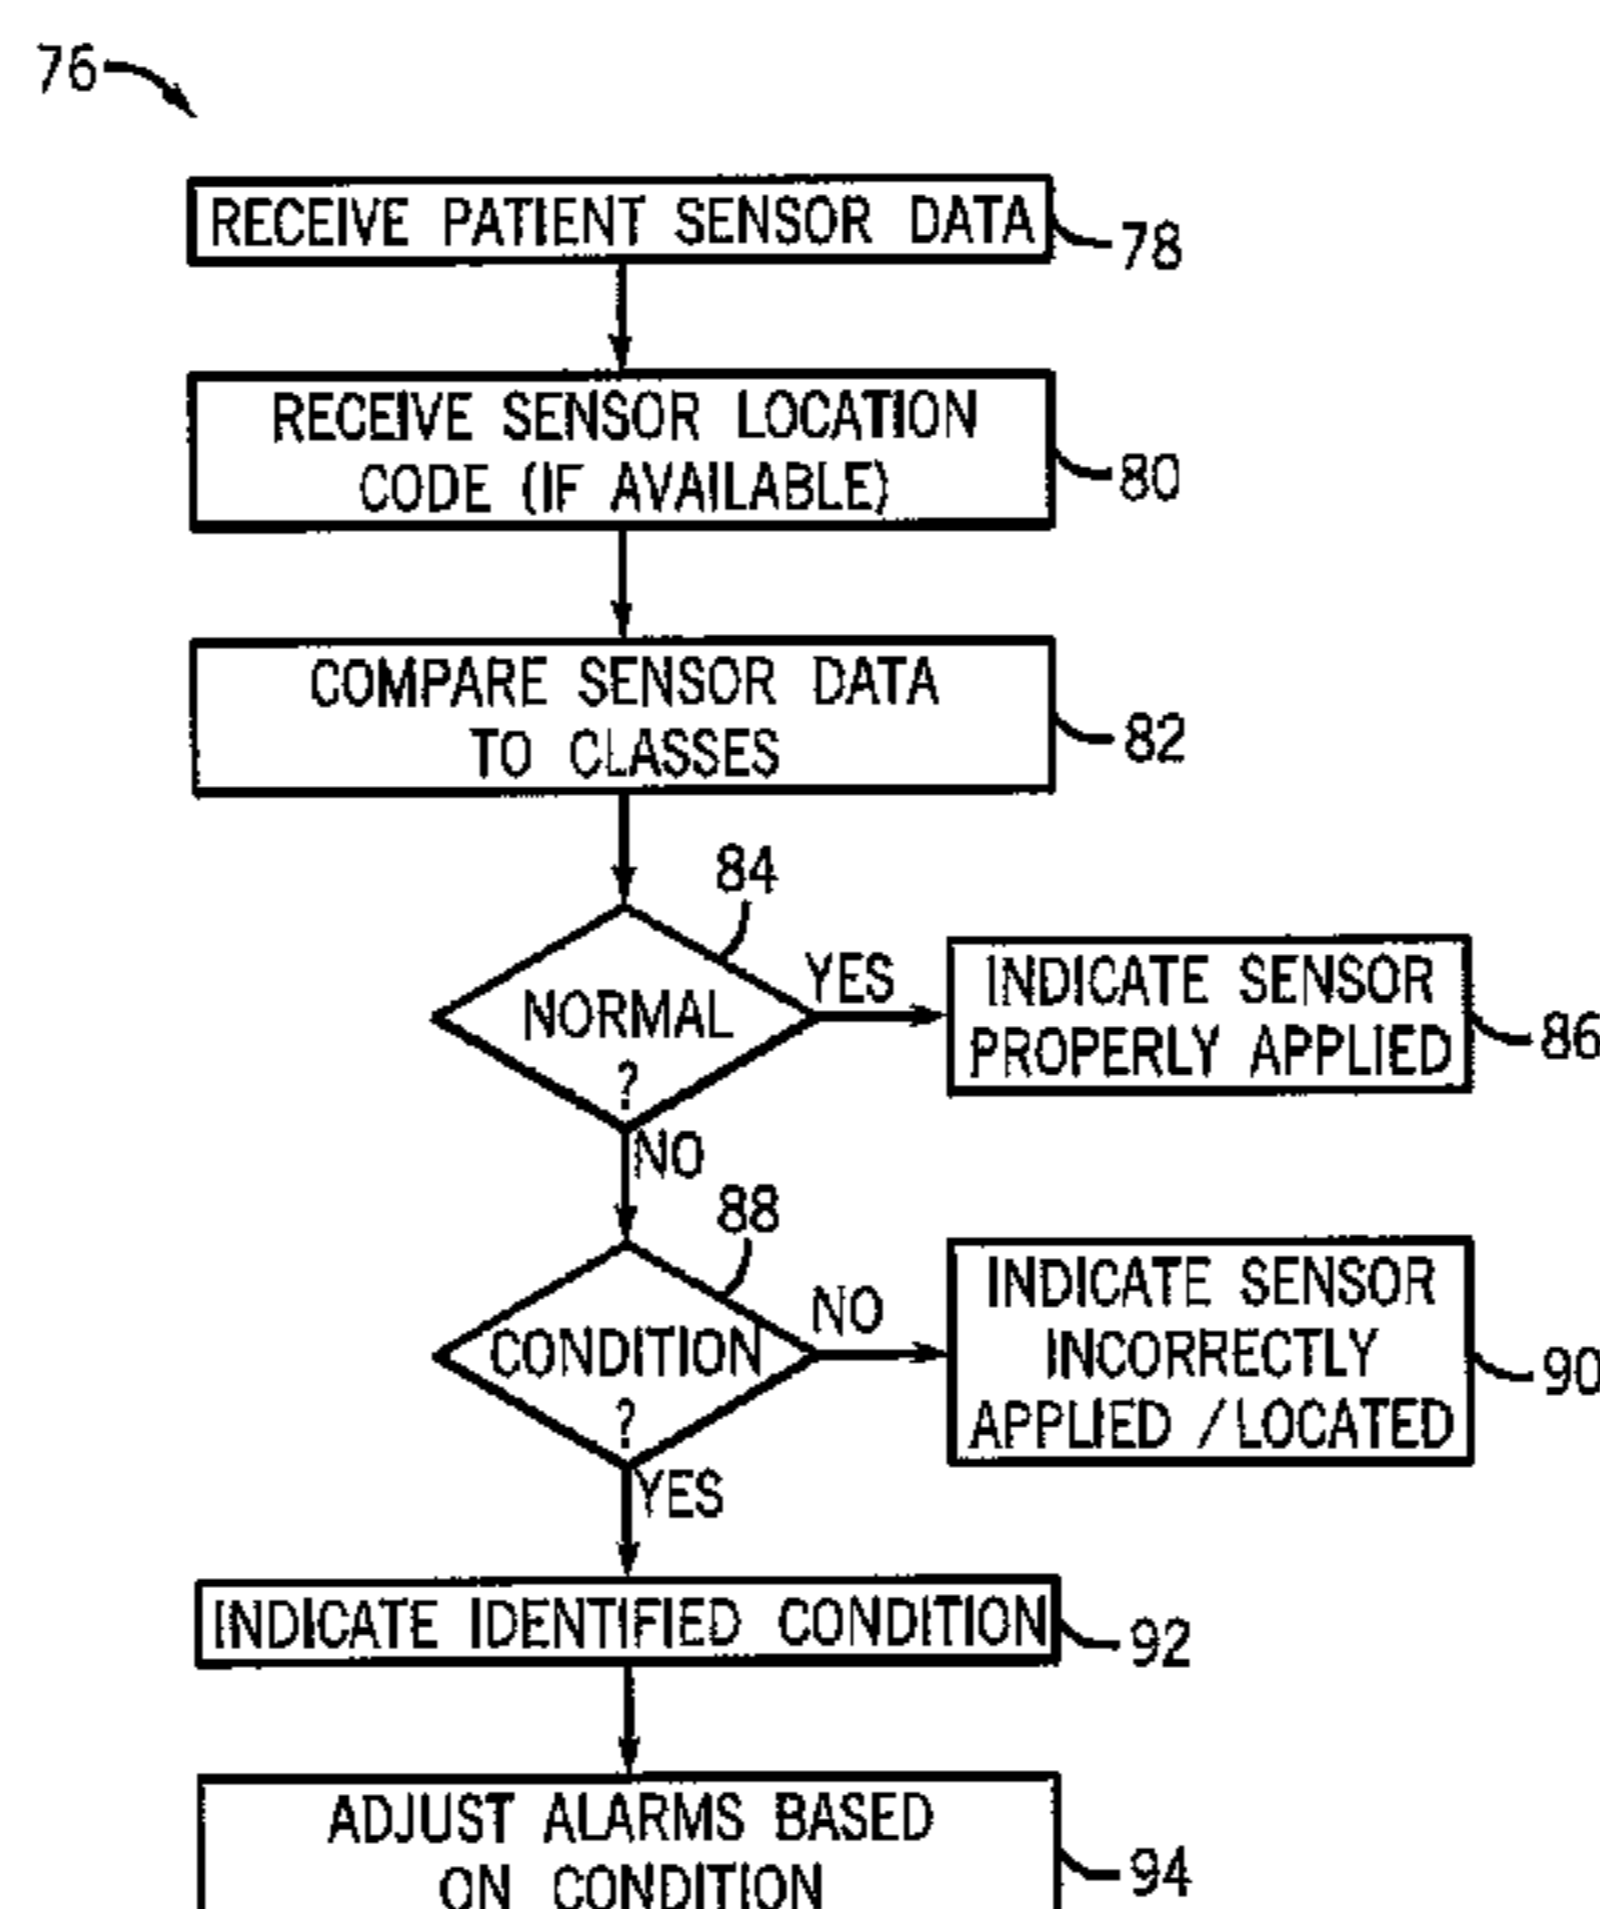 76
RECEIVE PATIENT SENSOR DATA
78
RECEIVE SENSOR LOCATION
CODE (IF AVAILABLE)
80
COMPARE SENSOR DATA
TO CLASSES
82
84
NORMAL
?
YES
INDICATE SENSOR
PROPERLY APPLIED
86
NO
88
CONDITION
?
NO
INDICATE SENSOR
INCORRECTLY
APPLIED / LOCATED
90
YES
INDICATE IDENTIFIED CONDITION
92
ADJUST ALARMS BASED
ON CONDITION
94